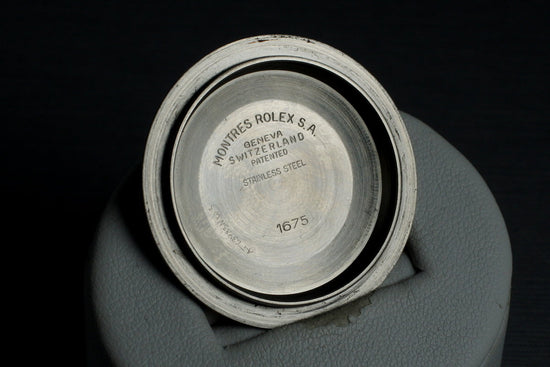 MONTRES ROLEX S.A.
GENEVA
SWITZERLAND
PATENTED
STAINLESS STEEL
1675